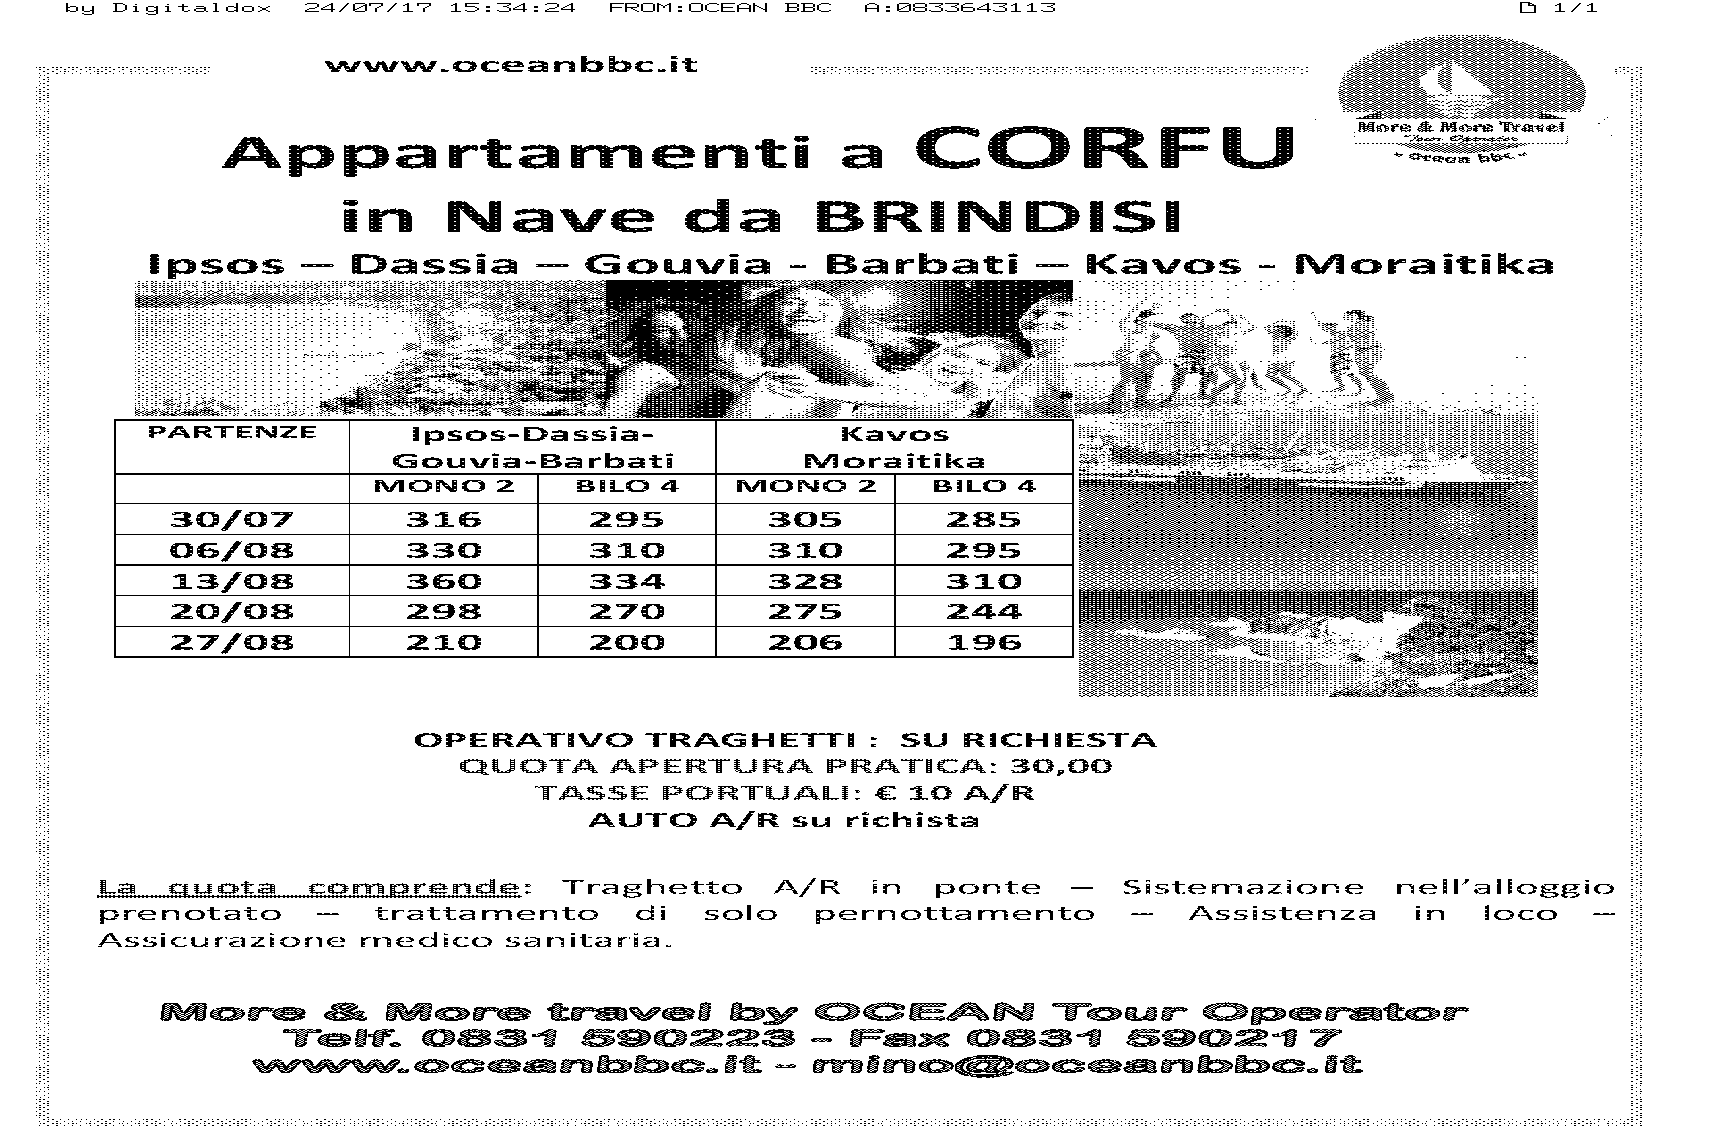 by Digitaldox 24/07/17 15:34:24 FROM:OCEAN BBC A:0833643113 1/1
www.oceanbbc.it
More & More Travel
Tour Operator
- ocean bbc -
Appartamenti a CORFU
in Nave da BRINDISI
Ipsos – Dassia – Gouvia - Barbati – Kavos - Moraitika
PARTENZE Ipsos-Dassia- Kavos
Gouvia-Barbati Moraitika
MONO 2 BILO 4 MONO 2 BILO 4
30/07 316 295 305 285
06/08 330 310 310 295
13/08 360 334 328 310
20/08 298 270 275 244
27/08 210 200 206 196
OPERATIVO TRAGHETTI : SU RICHIESTA
QUOTA APERTURA PRATICA: 30,00
TASSE PORTUALI: € 10 A/R
AUTO A/R su richista
La quota comprende: Traghetto A/R in ponte – Sistemazione nell'alloggio
prenotato – trattamento di solo pernottamento – Assistenza in loco –
Assicurazione medico sanitaria.
More & More travel by OCEAN Tour Operator
Telf. 0831 590223 - Fax 0831 590217
www.oceanbbc.it - mino@oceanbbc.it